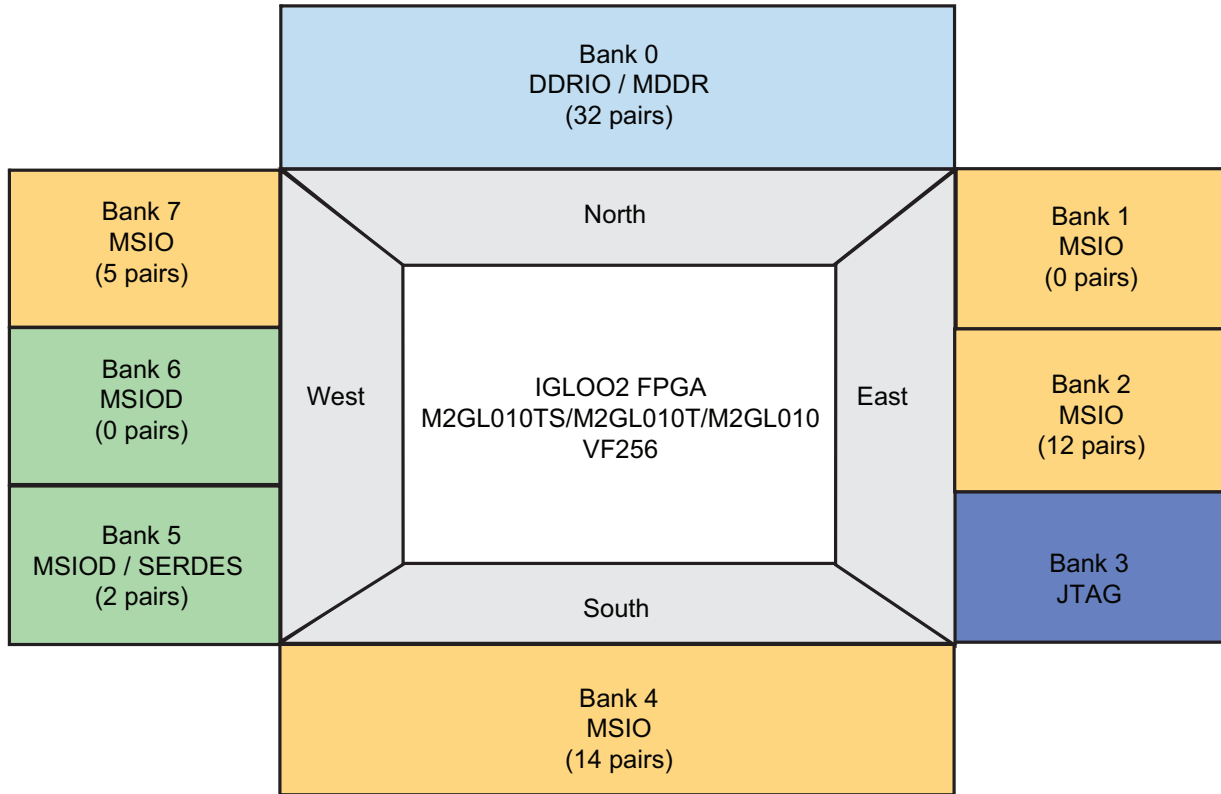 Bank 0
DDRIO / MDDR
(32 pairs)
Bank 7
MSIO
(5 pairs)
North
Bank 1
MSIO
(0 pairs)
Bank 6
MSIOD
(0 pairs)
West
IGLOO2 FPGA
M2GL010TS/M2GL010T/M2GL010
VF256
East
Bank 2
MSIO
(12 pairs)
Bank 5
MSIOD / SERDES
(2 pairs)
South
Bank 3
JTAG
Bank 4
MSIO
(14 pairs)